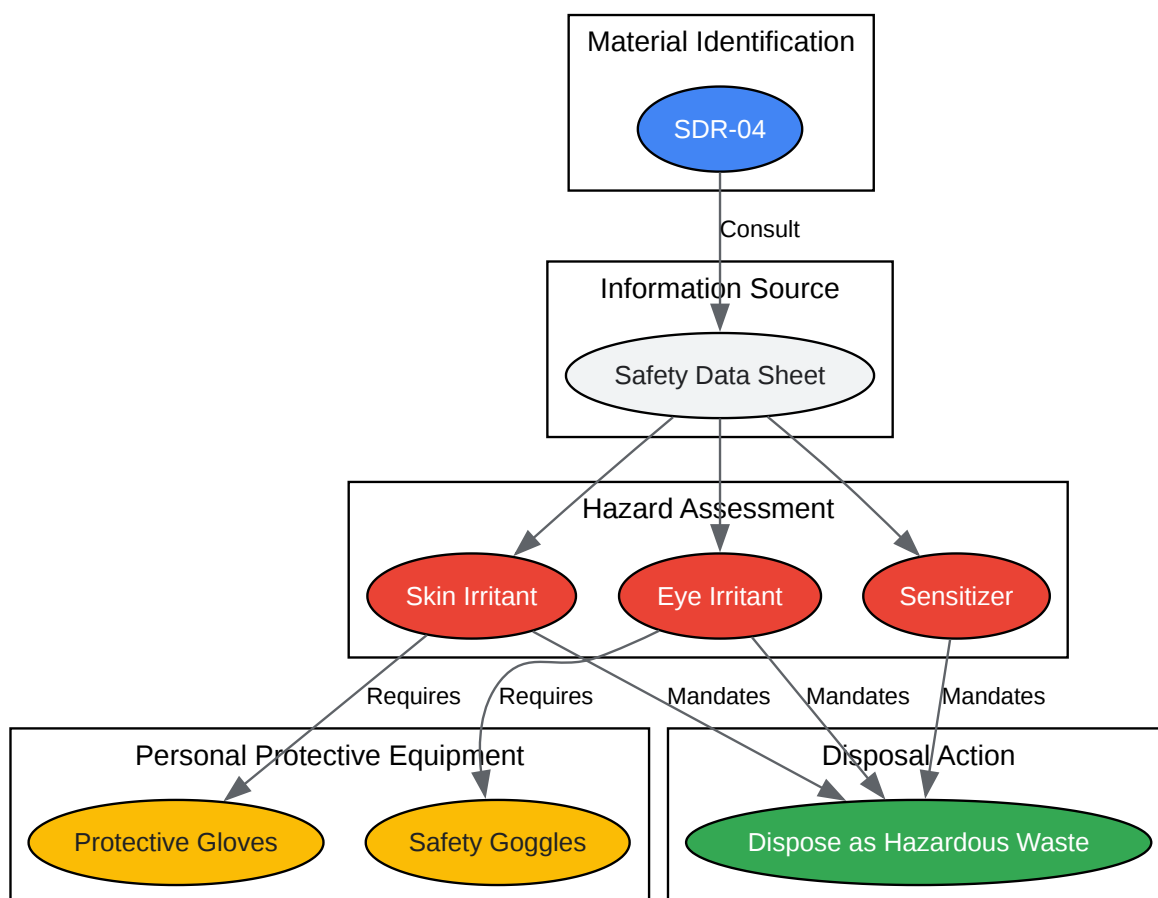 Material Identification
SDR-04
Consult
Information Source
Safety Data Sheet
Hazard Assessment
Skin Irritant
Eye Irritant
Sensitizer
Requires
Requires
Mandates
Mandates
Mandates
Personal Protective Equipment
Disposal Action
Protective Gloves
Safety Goggles
Dispose as Hazardous Waste